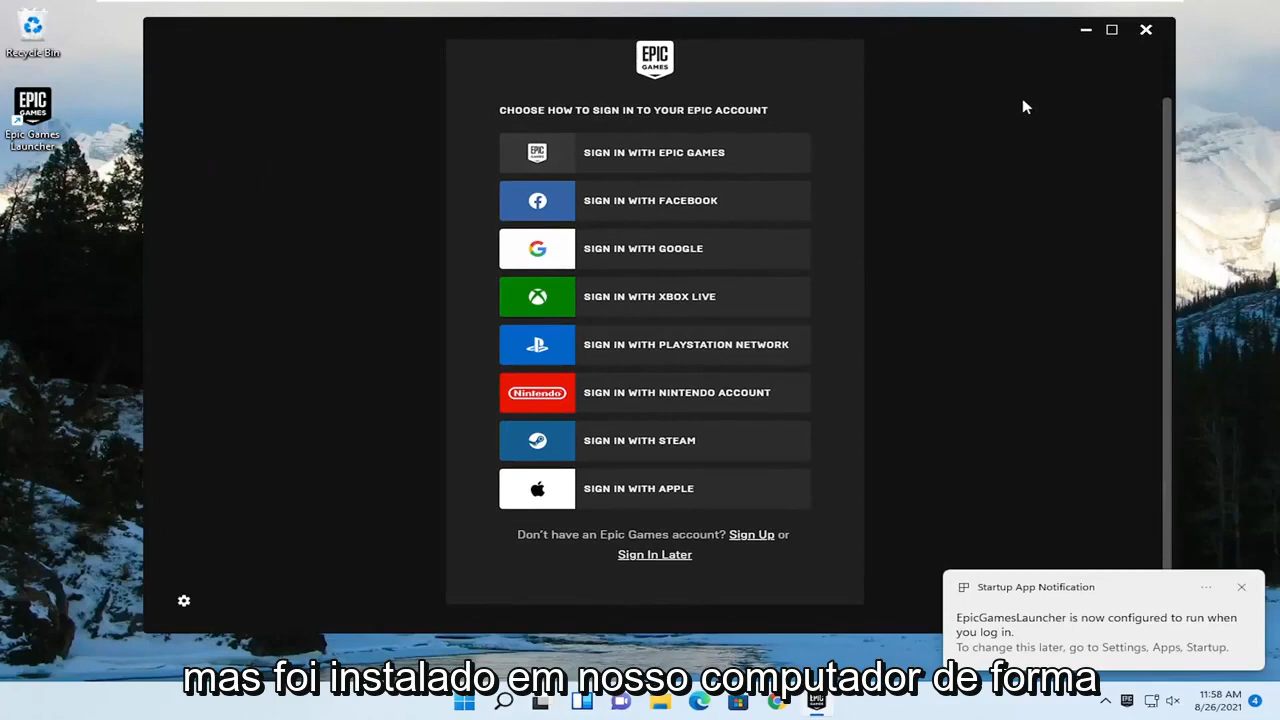 Recycle Bin
EPIC
GAMES
Epic Games
Launcher
EPIC
GAMES
CHOOSE HOW TO SIGN IN TO YOUR EPIC ACCOUNT
EPIC
GAMES
SIGN IN WITH EPIC GAMES
SIGN IN WITH FACEBOOK
SIGN IN WITH GOOGLE
SIGN IN WITH XBOX LIVE
SIGN IN WITH PLAYSTATION NETWORK
Nintendo
SIGN IN WITH NINTENDO ACCOUNT
SIGN IN WITH STEAM
SIGN IN WITH APPLE
Don't have an Epic Games account? Sign Up or
Sign In Later
Startup App Notification
EpicGamesLauncher is now configured to run when
you log in.
To change this later, go to Settings, Apps, Startup.
mas foi instalado em nosso computador de forma
11:58 AM
8/26/2021
4